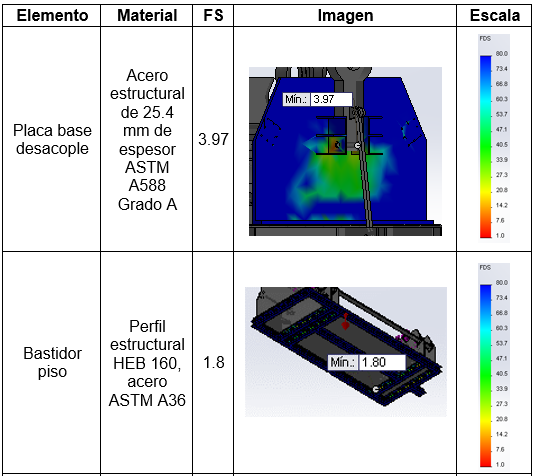 Elemento Material FS Imagen Escala
Placa base
desacople
Acero
estructural
de 25.4
mm de
espesor
ASTM
A588
Grado A
3.97
Mín.: 3.97
FDS
80.0
73.4
66.8
60.3
53.7
47.1
40.5
33.9
27.3
20.8
14.2
7.6
1.0
Bastidor
piso
Perfil
estructural
HEB 160,
acero
ASTM A36
1.8
Mín.: 1.80
FDS
80.0
73.4
66.8
60.3
53.7
47.1
40.5
33.9
27.3
20.8
14.2
7.6
1.0